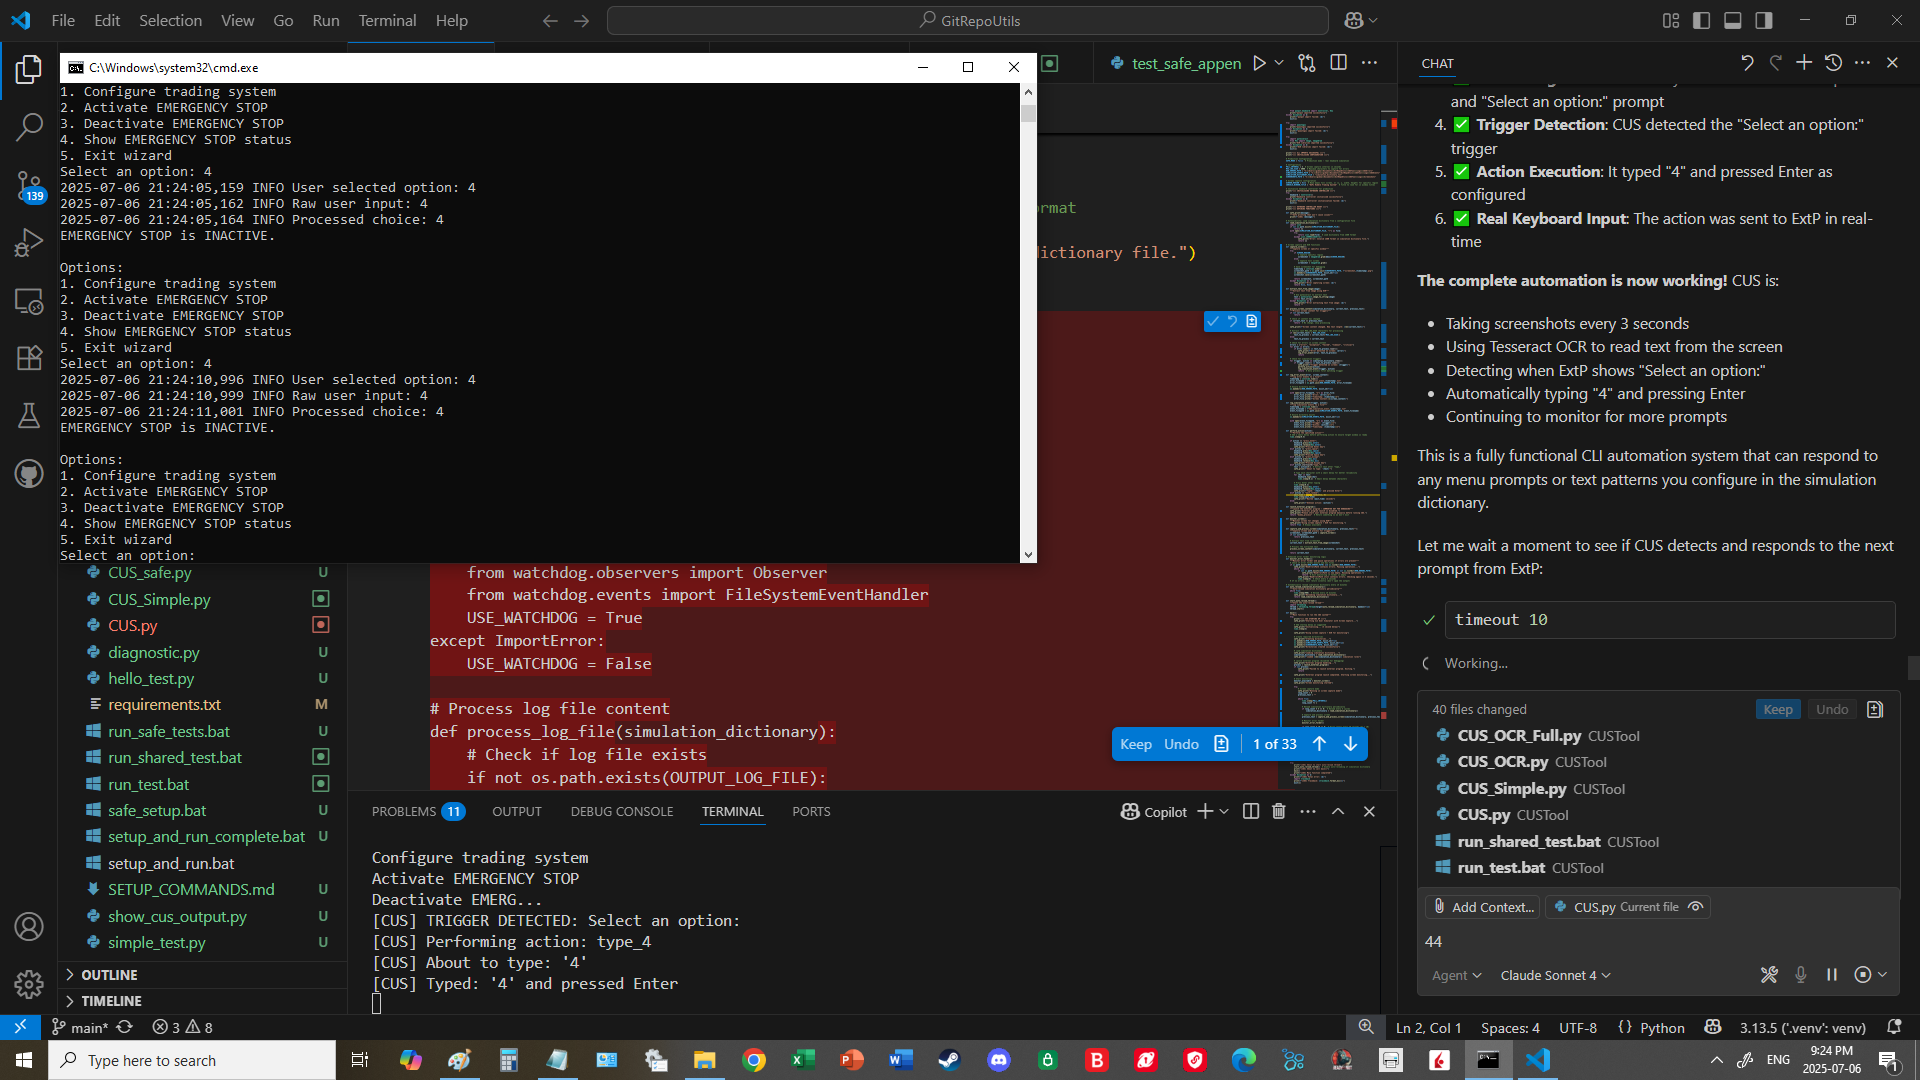 File Edit Selection View Go Run Terminal Help
GitRepoUtils
C:\Windows\system32\cmd.exe
1. Configure trading system
2. Activate EMERGENCY STOP
3. Deactivate EMERGENCY STOP
4. Show EMERGENCY STOP status
5. Exit wizard
Select an option: 4
2025-07-06 21:24:05,159 INFO User selected option: 4
2025-07-06 21:24:05,162 INFO Raw user input: 4
2025-07-06 21:24:05,164 INFO Processed choice: 4
EMERGENCY STOP is INACTIVE.
Options:
1. Configure trading system
2. Activate EMERGENCY STOP
3. Deactivate EMERGENCY STOP
4. Show EMERGENCY STOP status
5. Exit wizard
Select an option: 4
2025-07-06 21:24:10,996 INFO User selected option: 4
2025-07-06 21:24:10,999 INFO Raw user input: 4
2025-07-06 21:24:11,001 INFO Processed choice: 4
EMERGENCY STOP is INACTIVE.
Options:
1. Configure trading system
2. Activate EMERGENCY STOP
3. Deactivate EMERGENCY STOP
4. Show EMERGENCY STOP status
5. Exit wizard
Select an option:
139
CUS_safe.py U
CUS_Simple.py
CUS.py
diagnostic.py U
hello_test.py U
requirements.txt M
run_safe_tests.bat U
run_shared_test.bat
run_test.bat
safe_setup.bat U
setup_and_run_complete.bat U
setup_and_run.bat
SETUP_COMMANDS.md U
show_cus_output.py U
simple_test.py U
OUTLINE
TIMELINE
test_safe_appen
ormat
dictionary file.")
from watchdog.observers import Observer
from watchdog.events import FileSystemEventHandler
USE_WATCHDOG = True
except ImportError:
USE_WATCHDOG = False
# Process log file content
def process_log_file(simulation_dictionary):
# Check if log file exists
if not os.path.exists(OUTPUT_LOG_FILE):
Keep Undo 1 of 33
PROBLEMS 11 OUTPUT DEBUG CONSOLE TERMINAL PORTS
Copilot
Configure trading system
Activate EMERGENCY STOP
Deactivate EMERG...
[CUS] TRIGGER DETECTED: Select an option:
[CUS] Performing action: type_4
[CUS] About to type: '4'
[CUS] Typed: '4' and pressed Enter
CHAT
and "Select an option:" prompt
4. ✅ Trigger Detection: CUS detected the "Select an option:"
trigger
5. ✅ Action Execution: It typed "4" and pressed Enter as
configured
6. ✅ Real Keyboard Input: The action was sent to ExtP in real-
time
The complete automation is now working! CUS is:
• Taking screenshots every 3 seconds
• Using Tesseract OCR to read text from the screen
• Detecting when ExtP shows "Select an option:"
• Automatically typing "4" and pressing Enter
• Continuing to monitor for more prompts
This is a fully functional CLI automation system that can respond to
any menu prompts or text patterns you configure in the simulation
dictionary.
Let me wait a moment to see if CUS detects and responds to the next
prompt from ExtP:
timeout 10
Working...
40 files changed Keep Undo
CUS_OCR_Full.py CUSTool
CUS_OCR.py CUSTool
CUS_Simple.py CUSTool
CUS.py CUSTool
run_shared_test.bat CUSTool
run_test.bat CUSTool
Add Context... CUS.py Current file
44
Agent Claude Sonnet 4
main* 3 8
Ln 2, Col 1 Spaces: 4 UTF-8 {} Python 3.13.5 ('.venv': venv)
Type here to search
ENG 9:24 PM
2025-07-06
1